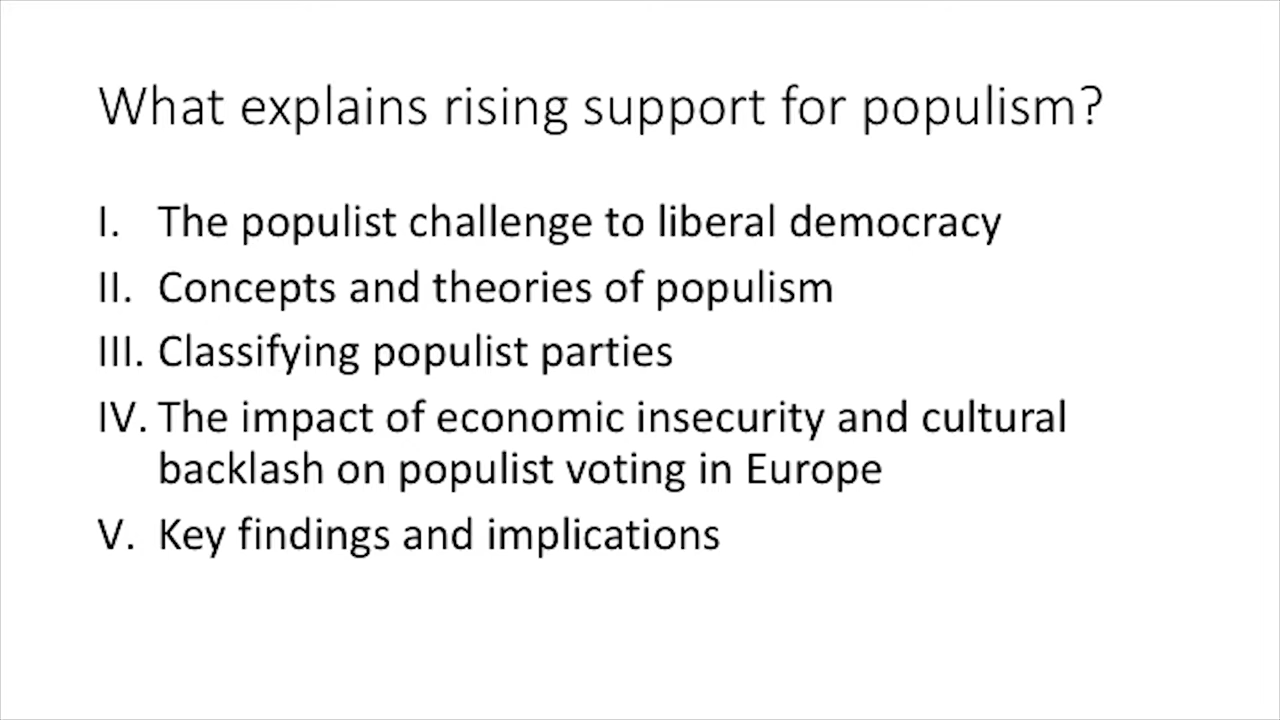 What explains rising support for populism?
I. The populist challenge to liberal democracy
II. Concepts and theories of populism
III. Classifying populist parties
IV. The impact of economic insecurity and cultural
backlash on populist voting in Europe
V. Key findings and implications